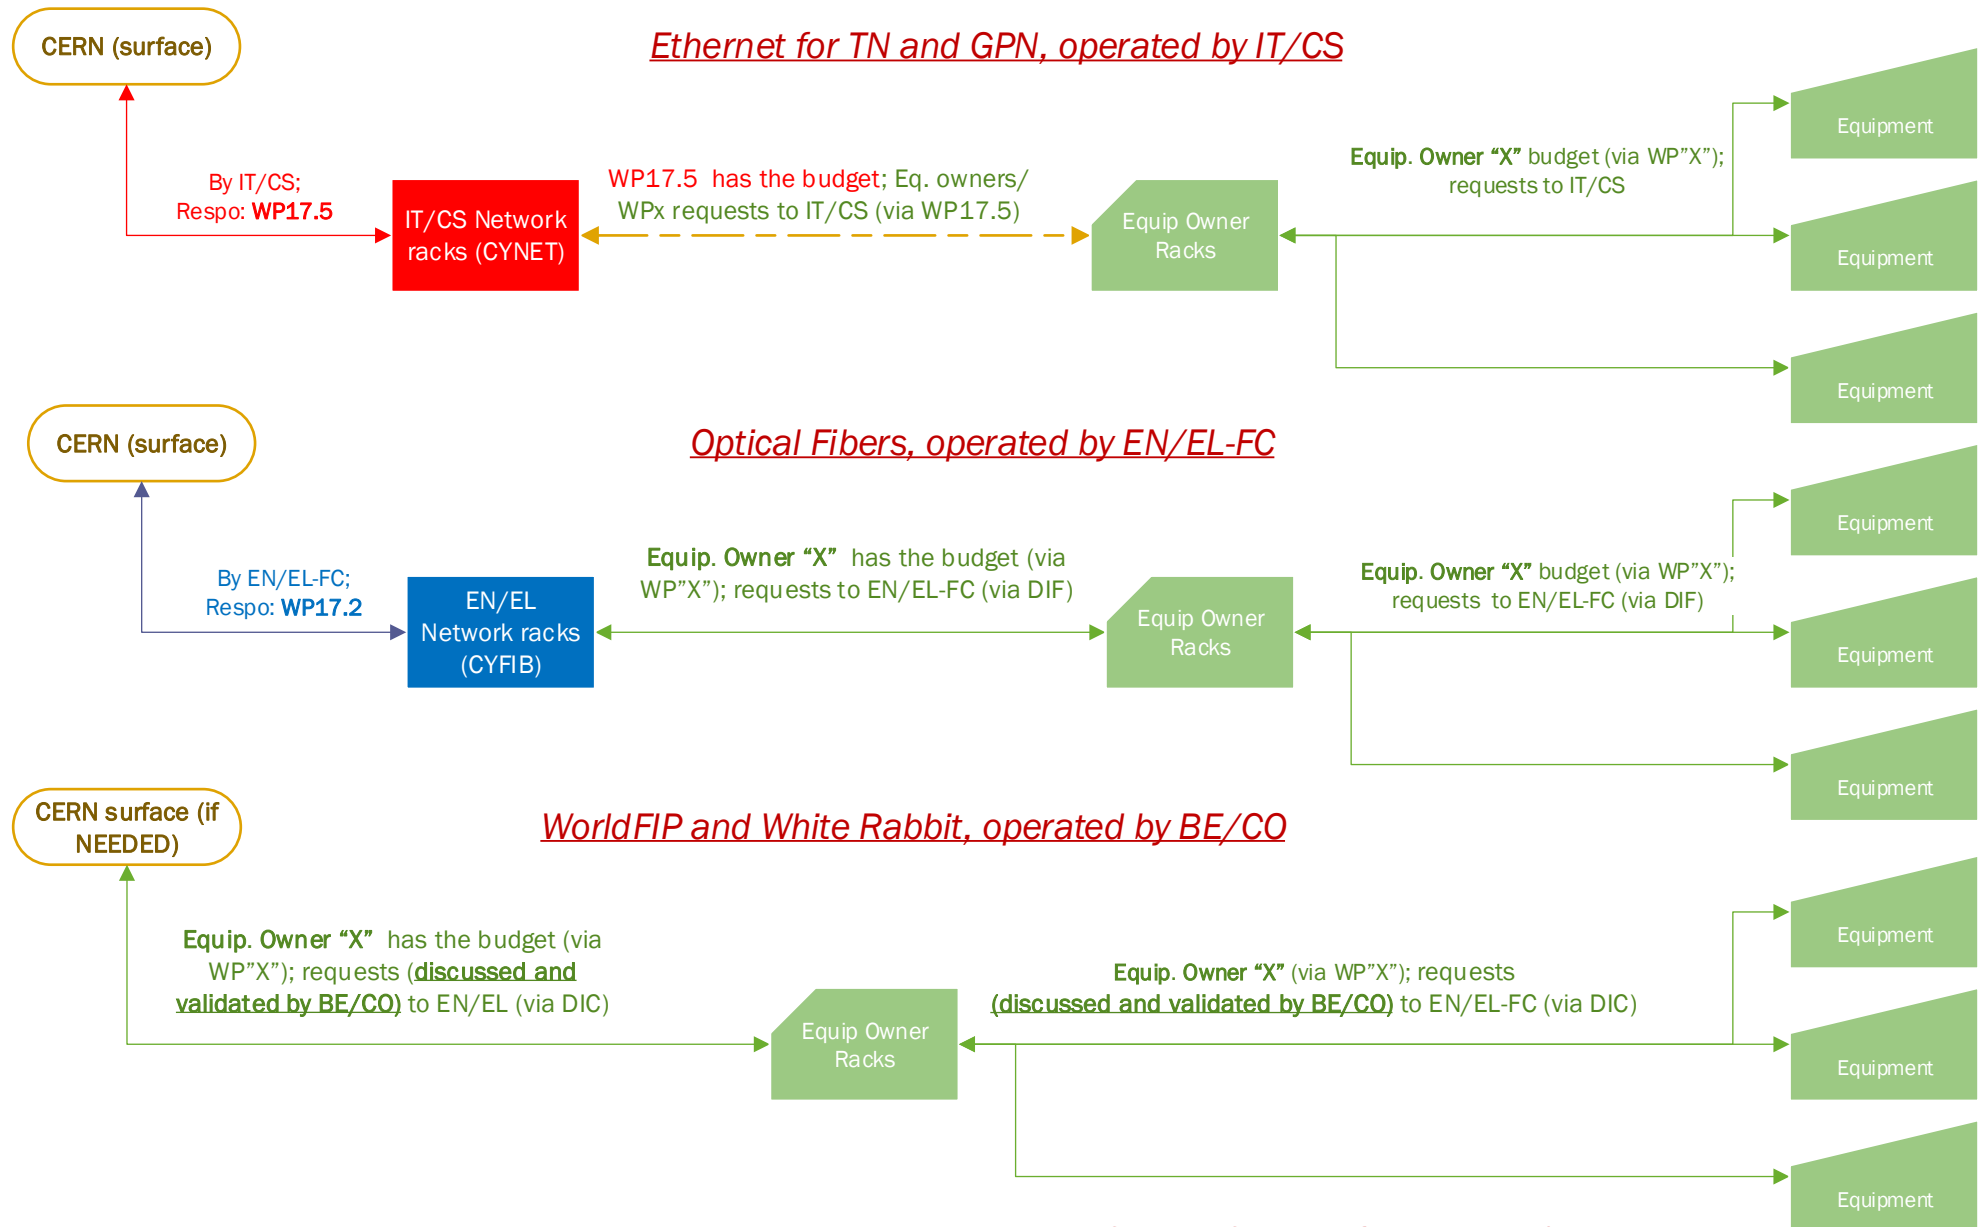 CERN (surface)
Ethernet for TN and GPN, operated by IT/CS
By IT/CS;
Respo: WP17.5
IT/CS Network
racks (CYNET)
WP17.5 has the budget; Eq. owners/
WPx requests to IT/CS (via WP17.5)
Equip Owner
Racks
Equip. Owner “X” budget (via WP”X”);
requests to IT/CS
Equipment
Equipment
Equipment
CERN (surface)
Optical Fibers, operated by EN/EL-FC
By EN/EL-FC;
Respo: WP17.2
EN/EL
Network racks
(CYFIB)
Equip. Owner “X” has the budget (via
WP”X”); requests to EN/EL-FC (via DIF)
Equip Owner
Racks
Equip. Owner “X” budget (via WP”X”);
requests to EN/EL-FC (via DIF)
Equipment
Equipment
Equipment
CERN surface (if
NEEDED)
WorldFIP and White Rabbit, operated by BE/CO
Equip. Owner “X” has the budget (via
WP”X”); requests (discussed and
validated by BE/CO) to EN/EL (via DIC)
Equip Owner
Racks
Equip. Owner “X” (via WP”X”); requests
(discussed and validated by BE/CO) to EN/EL-FC (via DIC)
Equipment
Equipment
Equipment